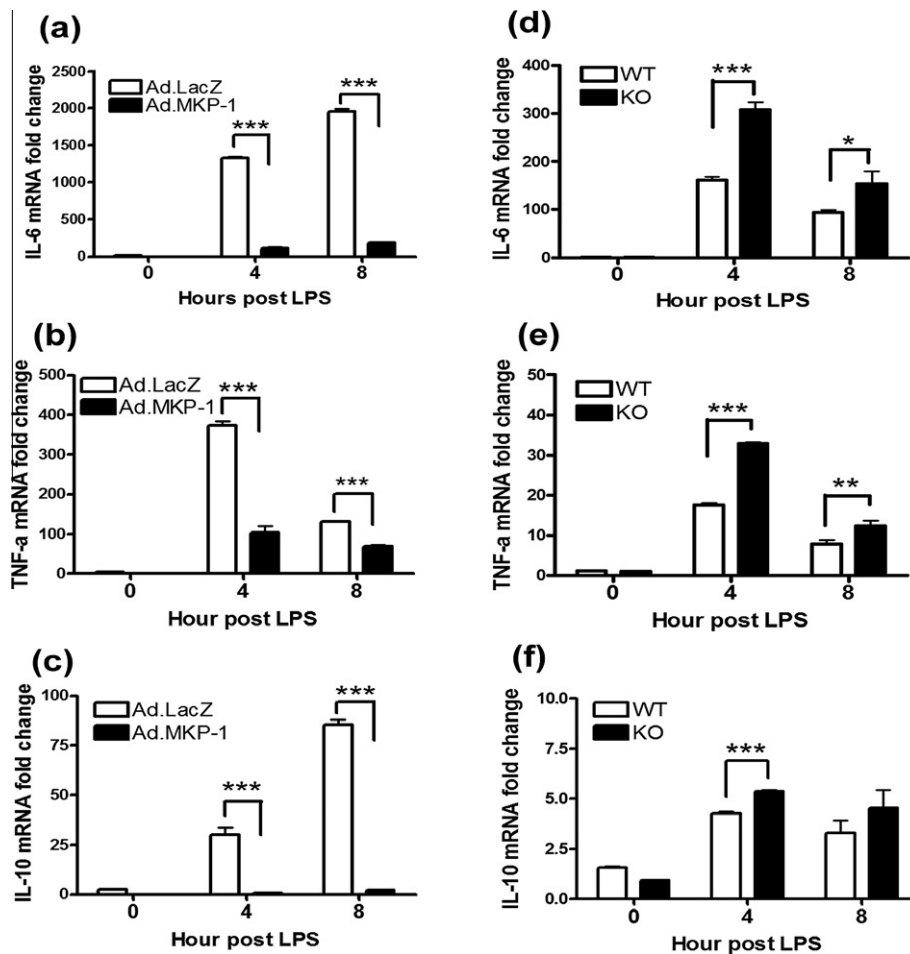 (a)
IL-6 mRNA fold change
2500
2000
1500
1000
500
0
Ad.LacZ
Ad.MKP-1
***
***
0 4 8
Hours post LPS
(b)
TNF-a mRNA fold change
500
400
300
200
100
0
Ad.LacZ
Ad.MKP-1
***
***
0 4 8
Hour post LPS
(c)
IL-10 mRNA fold change
100
75
50
25
0
Ad.LacZ
Ad.MKP-1
***
***
0 4 8
Hour post LPS
(d)
IL-6 mRNA fold change
400
300
200
100
0
WT
KO
***
*
0 4 8
Hour post LPS
(e)
TNF-a mRNA fold change
50
40
30
20
10
0
WT
KO
***
**
0 4 8
Hour post LPS
(f)
IL-10 mRNA fold change
10.0
7.5
5.0
2.5
0.0
WT
KO
***
0 4 8
Hour post LPS